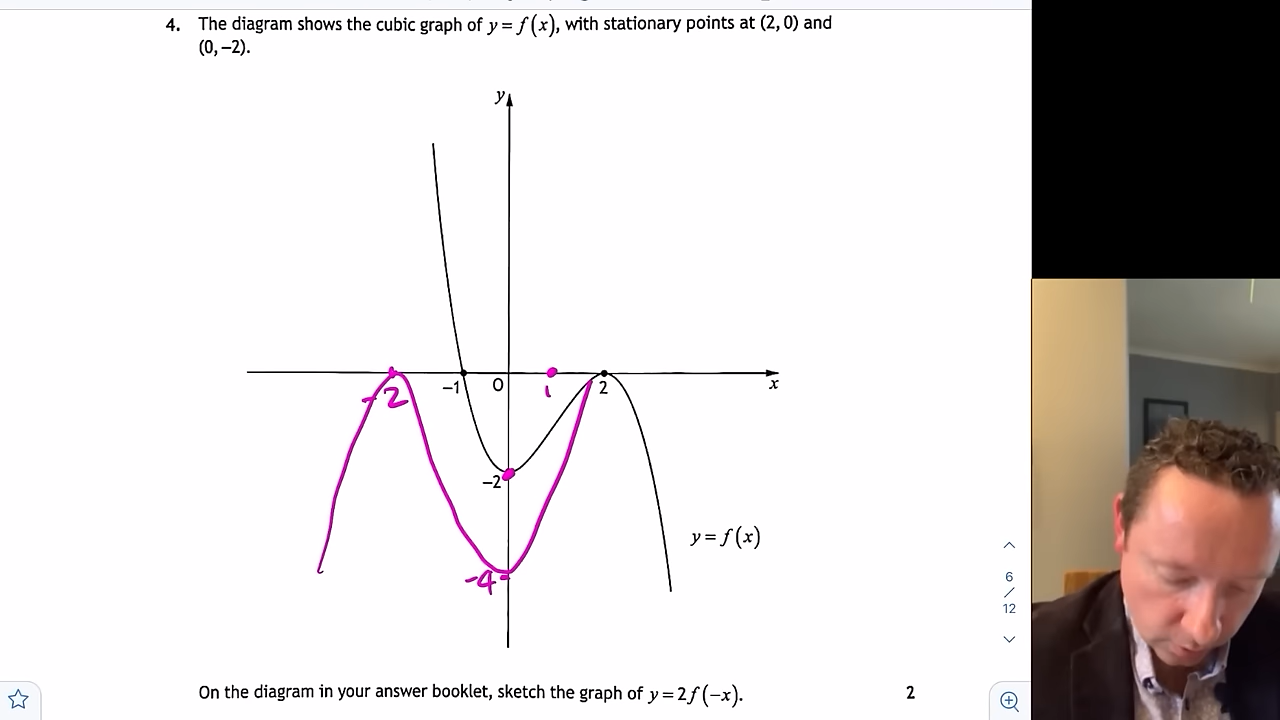 4. The diagram shows the cubic graph of y = f(x), with stationary points at (2, 0) and
(0, −2).
y
−1
0
1
2
x
-2
−2
y = f(x)
-4
6
/
12
On the diagram in your answer booklet, sketch the graph of y = 2f(−x).
2